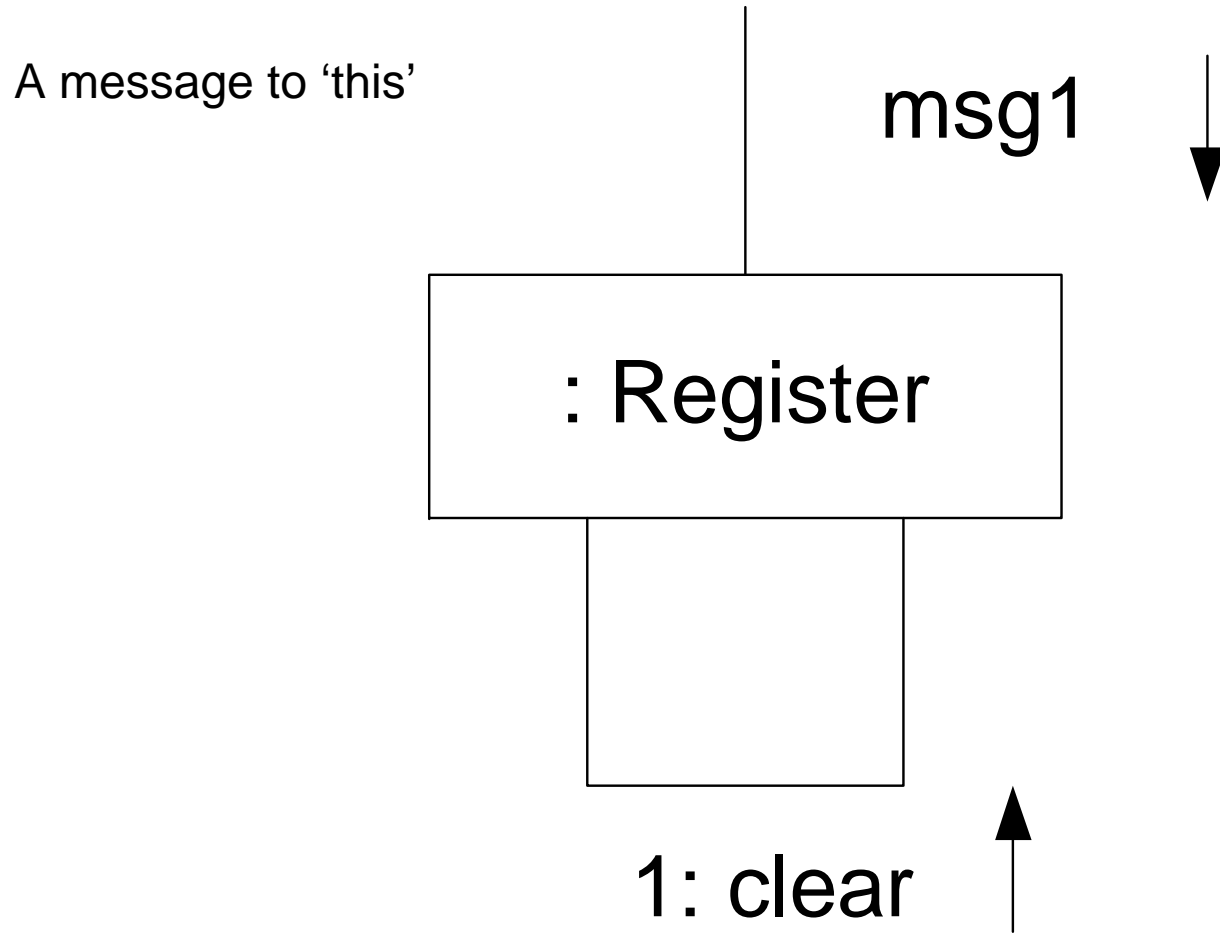 A message to ‘this’
msg1
: Register
1: clear